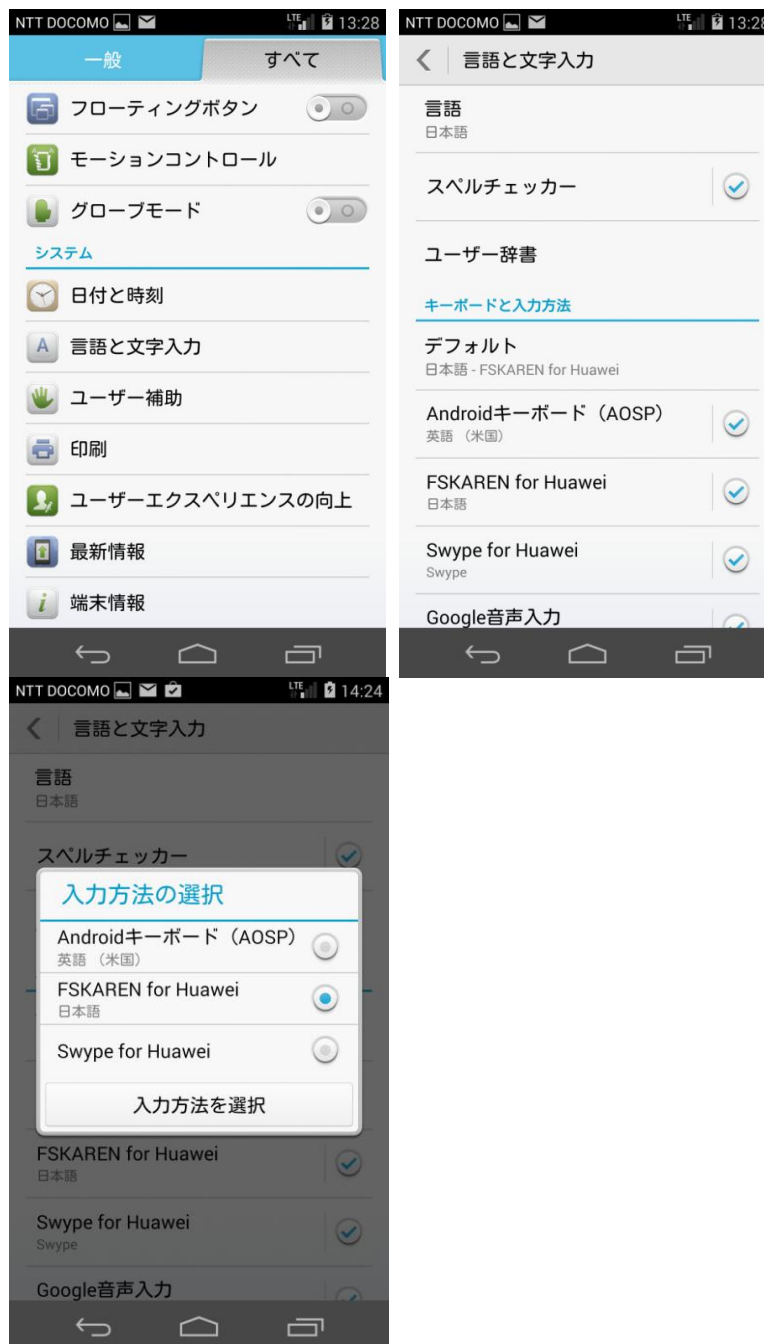 NTT DOCOMO LTE 13:28
一般 すべて
フローティングボタン
モーションコントロール
グローブモード
システム
日付と時刻
A 言語と文字入力
ユーザー補助
印刷
ユーザーエクスペリエンスの向上
最新情報
i 端末情報
NTT DOCOMO LTE 13:28
言語と文字入力
言語
日本語
スペルチェッカー
ユーザー辞書
キーボードと入力方法
デフォルト
日本語 - FSKAREN for Huawei
Androidキーボード（AOSP）
英語 （米国）
FSKAREN for Huawei
日本語
Swype for Huawei
Swype
Google音声入力
NTT DOCOMO LTE 14:24
言語と文字入力
言語
日本語
スペルチェッカー
入力方法の選択
Androidキーボード（AOSP）
英語 （米国）
FSKAREN for Huawei
日本語
Swype for Huawei
入力方法を選択
FSKAREN for Huawei
日本語
Swype for Huawei
Swype
Google音声入力